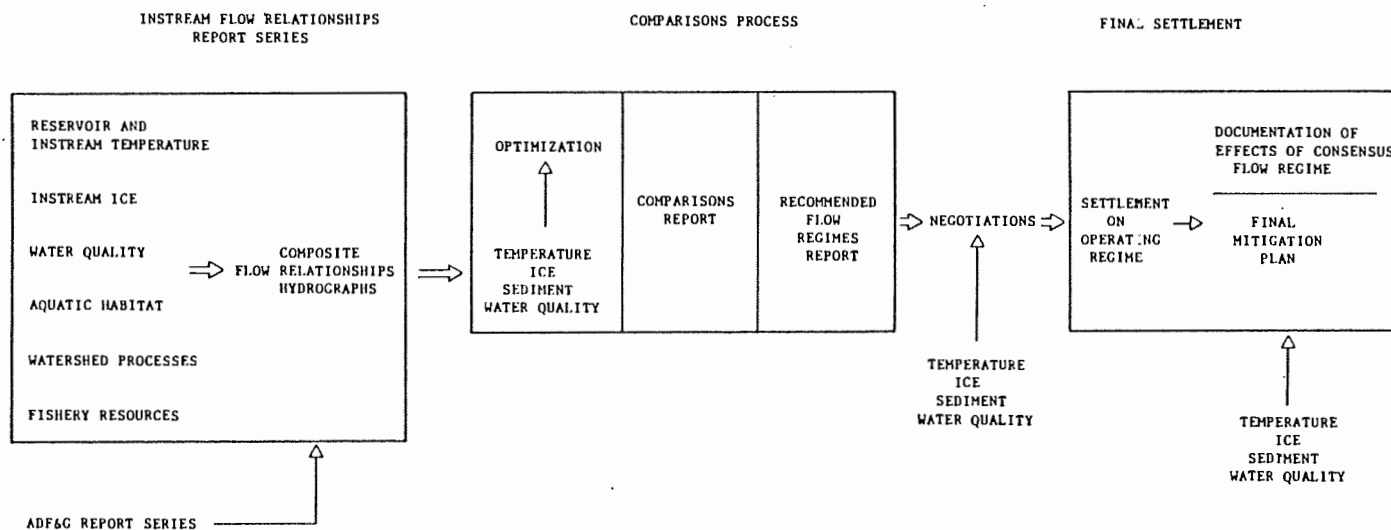 INSTREAM FLOW RELATIONSHIPS
REPORT SERIES
COMPARISONS PROCESS
FINAL SETTLEMENT
RESERVOIR AND
INSTREAM TEMPERATURE
INSTREAM ICE
WATER QUALITY
AQUATIC HABITAT
WATERSHED PROCESSES
FISHERY RESOURCES
COMPOSITE
FLOW RELATIONSHIPS
HYDROGRAPHS
ADF&G REPORT SERIES
OPTIMIZATION
TEMPERATURE
ICE
SEDIMENT
WATER QUALITY
COMPARISONS
REPORT
RECOMMENDED
FLOW
REGIMES
REPORT
NEGOTIATIONS
TEMPERATURE
ICE
SEDIMENT
WATER QUALITY
SETTLEMENT
ON
OPERATING
REGIME
DOCUMENTATION OF
EFFECTS OF CONSENSUS
FLOW REGIME
FINAL
MITIGATION
PLAN
TEMPERATURE
ICE
SEDIMENT
WATER QUALITY